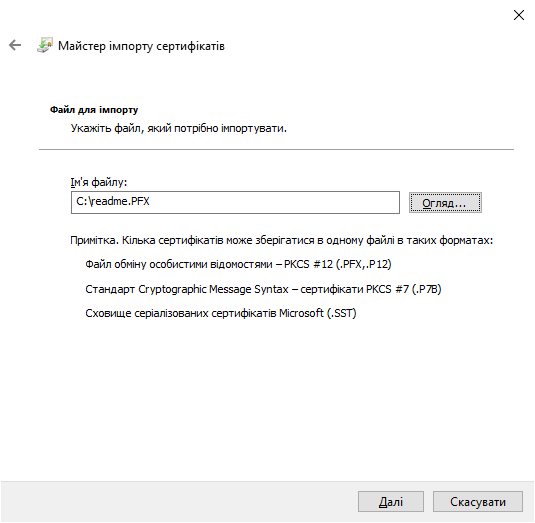 Майстер імпорту сертифікатів
Файл для імпорту
Укажіть файл, який потрібно імпортувати.
Ім'я файлу:
C:\readme.PFX
Огляд...
Примітка. Кілька сертифікатів може зберігатися в одному файлі в таких форматах:
Файл обміну особистими відомостями – PKCS #12 (.PFX,.P12)
Стандарт Cryptographic Message Syntax – сертифікати PKCS #7 (.P7B)
Сховище серіалізованих сертифікатів Microsoft (.SST)
Далі
Скасувати